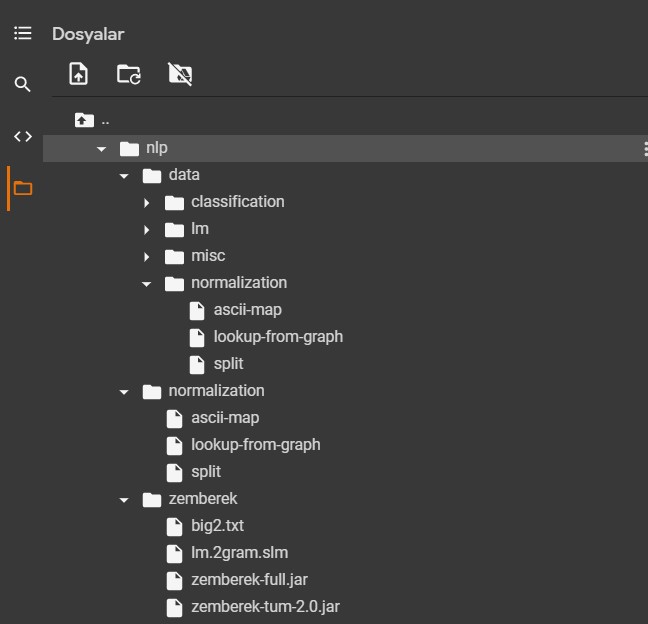 Dosyalar
..
nlp
data
classification
lm
misc
normalization
ascii-map
lookup-from-graph
split
normalization
ascii-map
lookup-from-graph
split
zemberek
big2.txt
lm.2gram.slm
zemberek-full.jar
zemberek-tum-2.0.jar